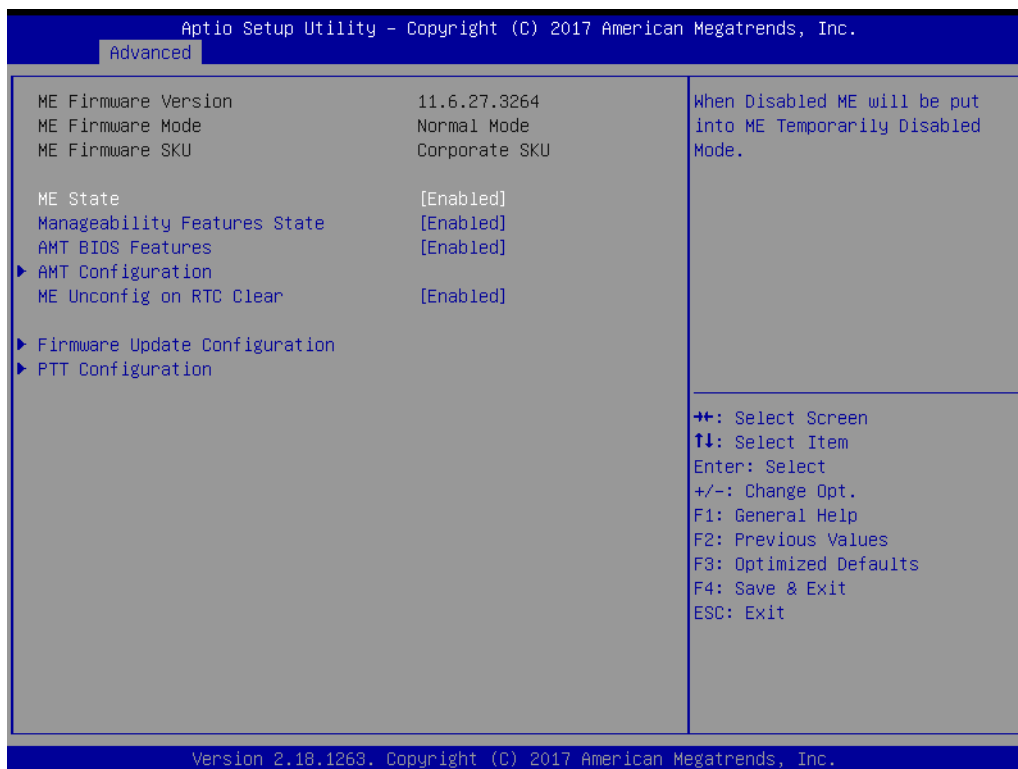 Aptio Setup Utility – Copyright (C) 2017 American Megatrends, Inc.
Advanced
ME Firmware Version 11.6.27.3264
ME Firmware Mode Normal Mode
ME Firmware SKU Corporate SKU
ME State [Enabled]
Manageability Features State [Enabled]
AMT BIOS Features [Enabled]
AMT Configuration
ME Unconfig on RTC Clear [Enabled]
Firmware Update Configuration
PTT Configuration
When Disabled ME will be put
into ME Temporarily Disabled
Mode.
→←: Select Screen
↑↓: Select Item
Enter: Select
+/-: Change Opt.
F1: General Help
F2: Previous Values
F3: Optimized Defaults
F4: Save & Exit
ESC: Exit
Version 2.18.1263. Copyright (C) 2017 American Megatrends, Inc.